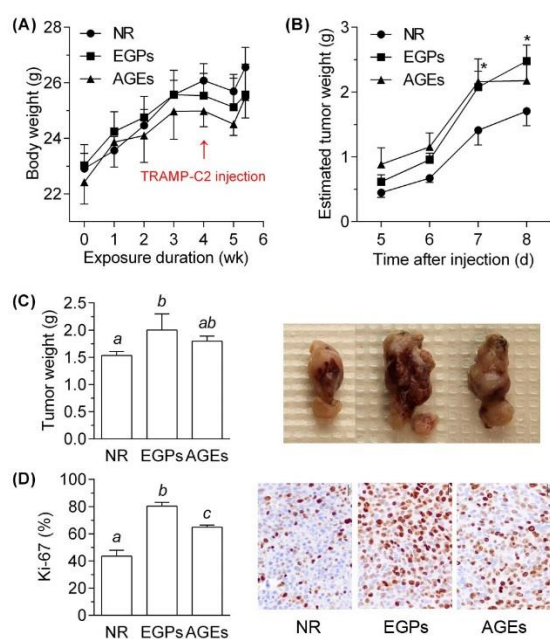 (A)
NR
EGPs
AGEs
Body weight (g)
28
26
24
22
TRAMP-C2 injection
0 1 2 3 4 5 6
Exposure duration (wk)
(B)
NR
EGPs
AGEs
Estimated tumor weight (g)
3
2
1
0
* *
5 6 7 8
Time after injection (d)
(C)
Tumor weight (g)
2.5
2.0
1.5
1.0
0.5
0.0
a b ab
NR EGPs AGEs
(D)
Ki-67 (%)
100
80
60
40
20
0
a b c
NR EGPs AGEs
NR EGPs AGEs